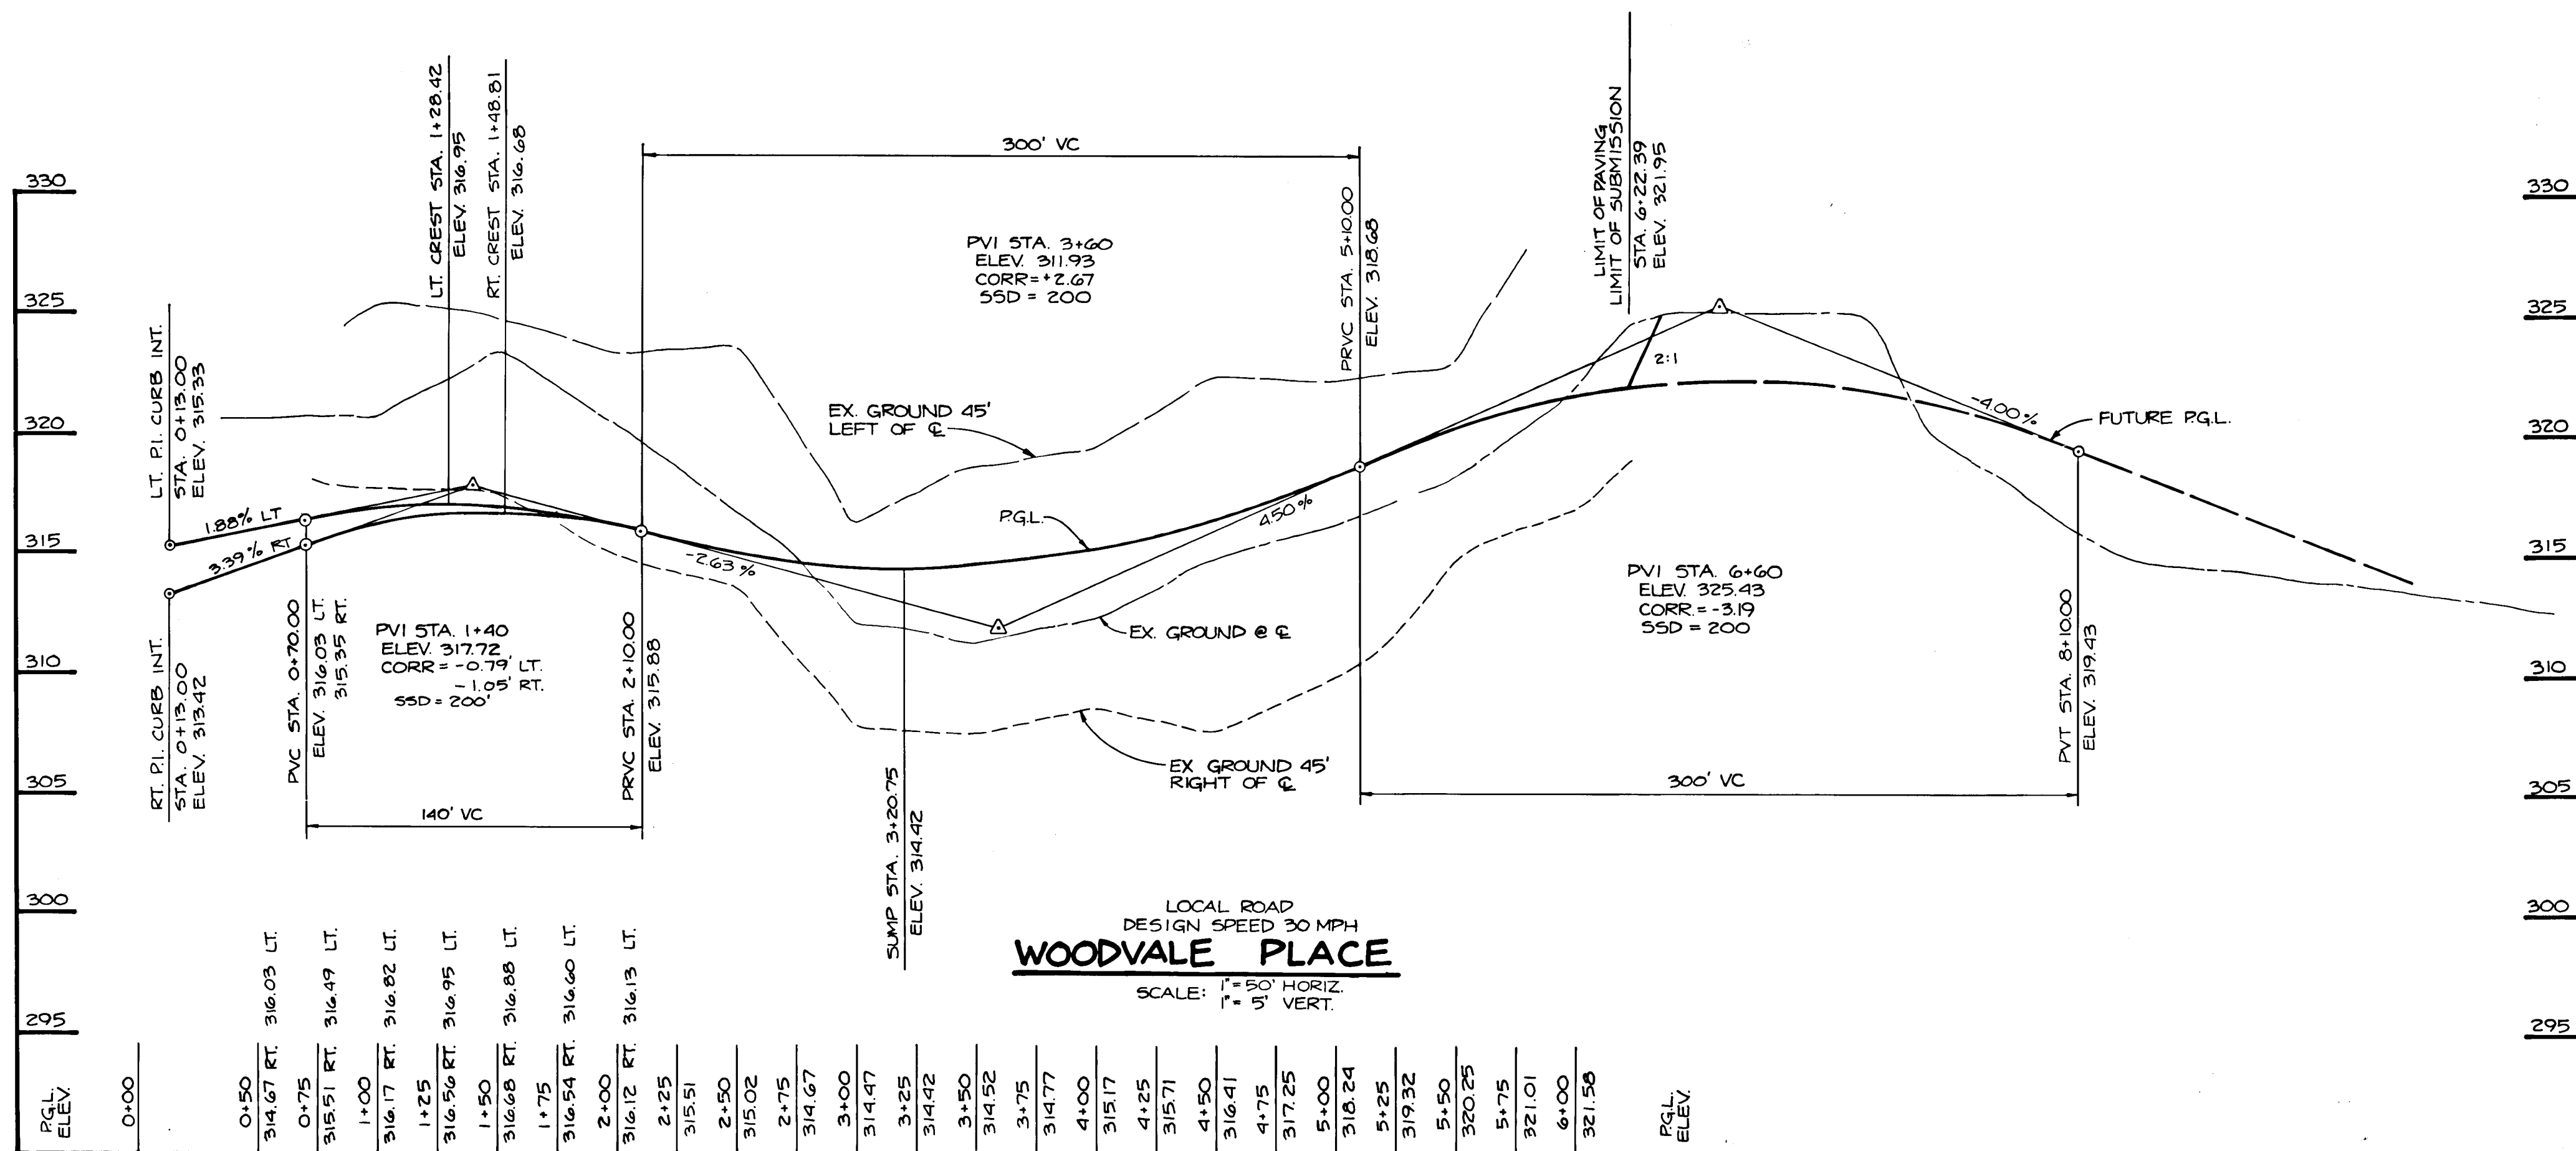 330
325
320
315
310
305
300
295
330
325
320
315
310
305
300
295
LT. P.I. CURB INT.
STA. 0+13.00
ELEV. 315.33
RT. P.I. CURB INT.
STA. 0+13.00
ELEV. 313.42
1.88% LT
3.39% RT
PVC STA. 0+70.00
ELEV. 316.03 LT.
315.35 RT.
LT. CREST STA. 1+28.42
ELEV. 316.95
RT. CREST STA. 1+48.81
ELEV. 316.68
PVI STA. 1+40
ELEV. 317.72
CORR = -0.79' LT.
-1.05' RT.
SSD = 200'
140' VC
PRVC STA. 2+10.00
ELEV. 315.88
-2.63 %
300' VC
PVI STA. 3+60
ELEV. 311.93
CORR=+2.67
SSD = 200
EX. GROUND 45'
LEFT OF ℄
P.G.L.
EX. GROUND @ ℄
EX GROUND 45'
RIGHT OF ℄
SUMP STA. 3+20.75
ELEV. 314.42
4.50 %
PRVC STA. 5+10.00
ELEV. 318.68
LIMIT OF PAVING
LIMIT OF SUBMISSION
STA. 6+22.39
ELEV. 321.95
2:1
PVI STA. 6+60
ELEV. 325.43
CORR. = -3.19
SSD = 200
300' VC
-4.00 %
FUTURE P.G.L.
PVT STA. 8+10.00
ELEV. 319.43
LOCAL ROAD
DESIGN SPEED 30 MPH
WOODVALE PLACE
SCALE: 1"=50' HORIZ.
1"= 5' VERT.
P.G.L.
ELEV.
0+00
0+50
314.67 RT. 316.03 LT.
0+75
315.51 RT. 316.49 LT.
1+00
316.17 RT. 316.82 LT.
1+25
316.56 RT. 316.95 LT.
1+50
316.68 RT. 316.88 LT.
1+75
316.54 RT. 316.60 LT.
2+00
316.12 RT. 316.13 LT.
2+25
315.51
2+50
315.02
2+75
314.67
3+00
314.47
3+25
314.42
3+50
314.52
3+75
314.77
4+00
315.17
4+25
315.71
4+50
316.41
4+75
317.25
5+00
318.24
5+25
319.32
5+50
320.25
5+75
321.01
6+00
321.58
P.G.L.
ELEV.